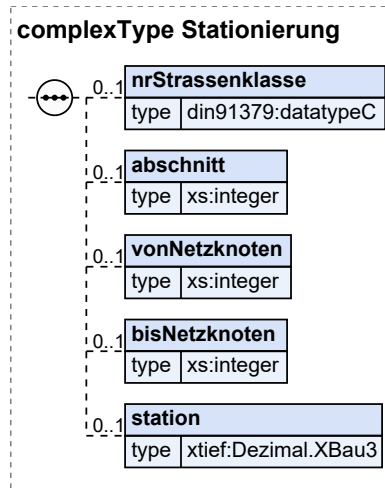 complexType Stationierung
0..1 nrStrassenklasse
type din91379:datatypeC
0..1 abschnitt
type xs:integer
0..1 vonNetzknoten
type xs:integer
0..1 bisNetzknoten
type xs:integer
0..1 station
type xtief:Dezimal.XBau3